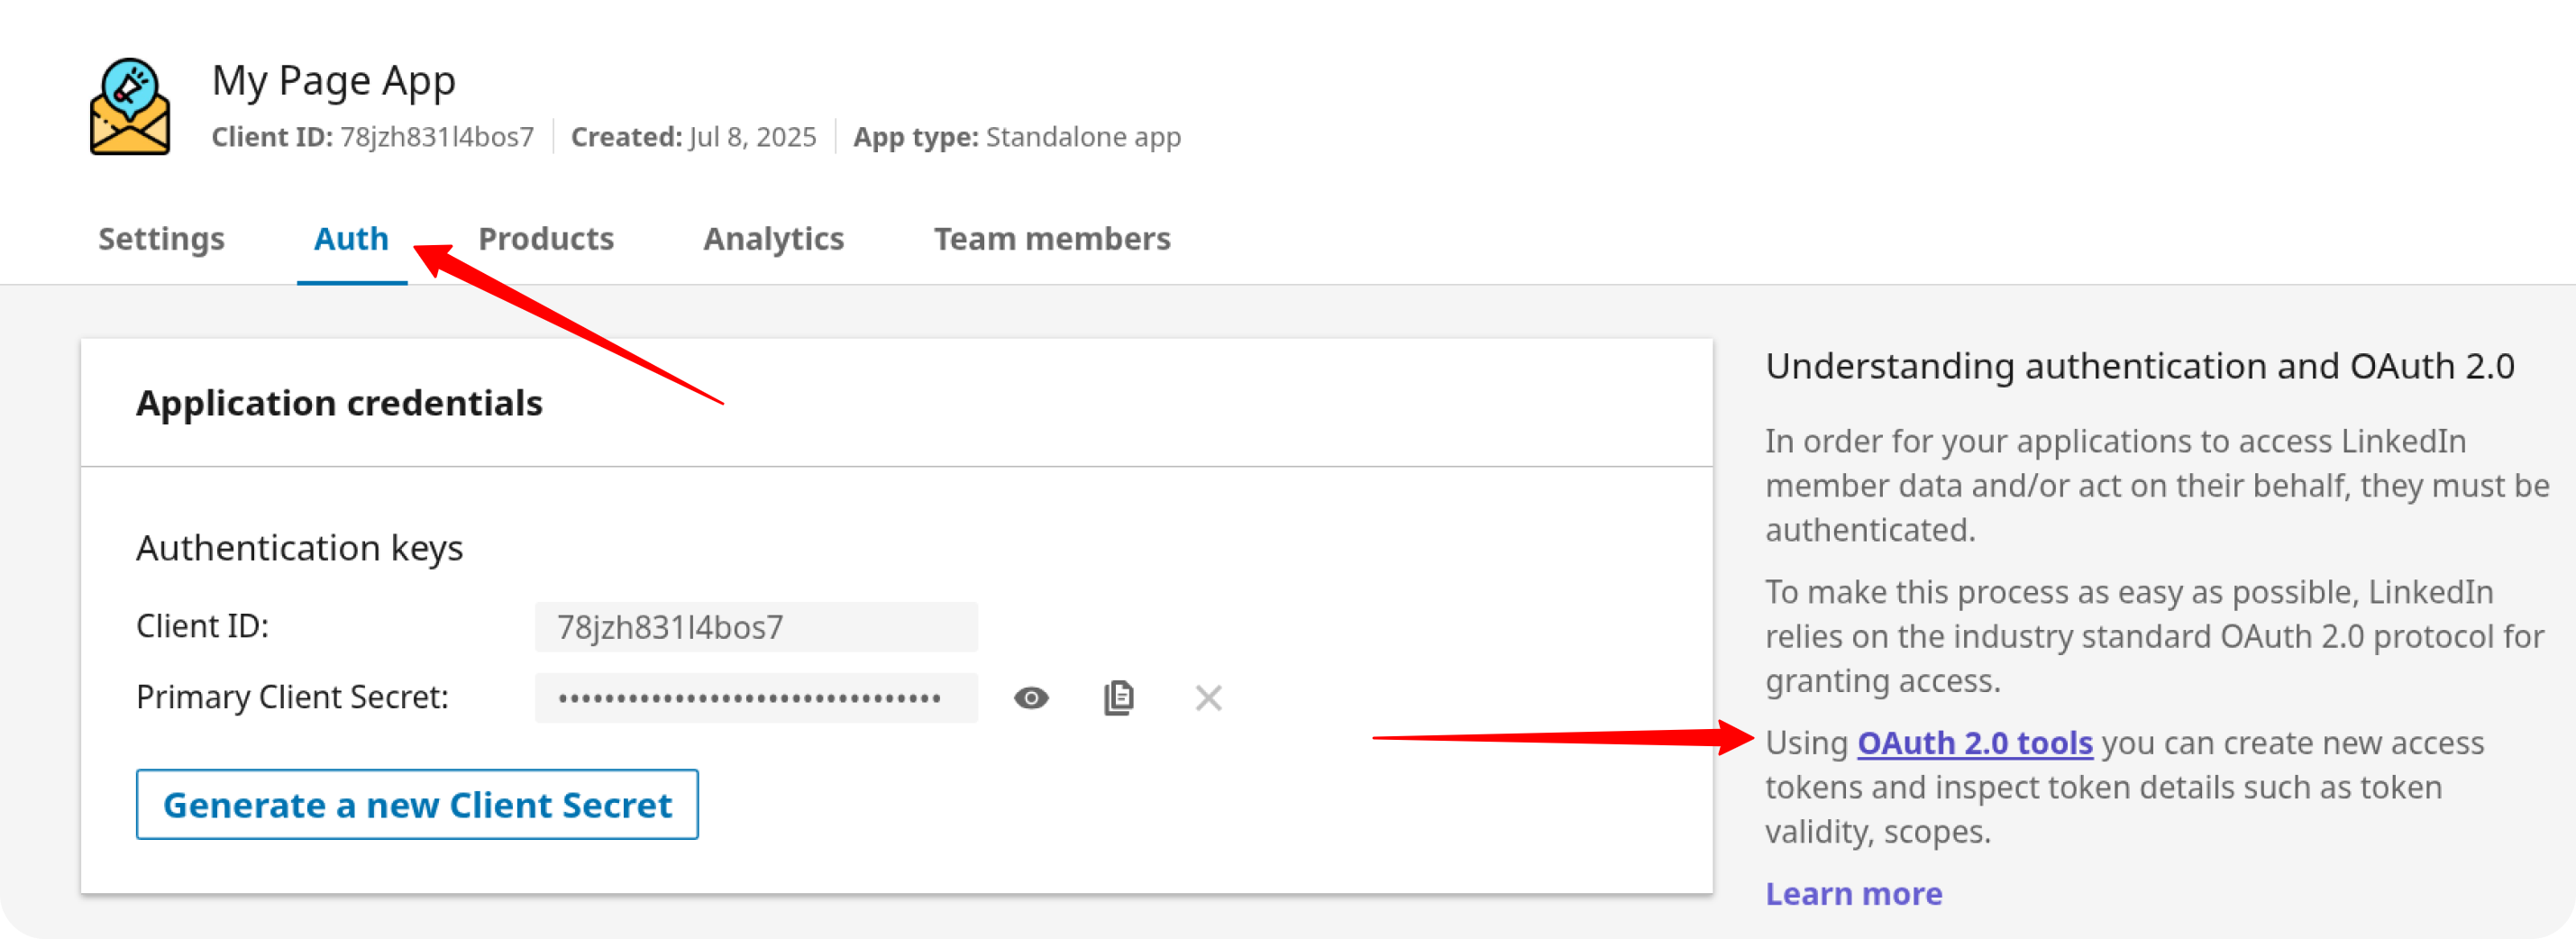 My Page App
Client ID: 78jzh831l4bos7 Created: Jul 8, 2025 App type: Standalone app
Settings Auth Products Analytics Team members
Application credentials
Authentication keys
Client ID: 78jzh831l4bos7
Primary Client Secret: ••••••••••••••••••••••••••••••••
Generate a new Client Secret
Understanding authentication and OAuth 2.0
In order for your applications to access LinkedIn
member data and/or act on their behalf, they must be
authenticated.
To make this process as easy as possible, LinkedIn
relies on the industry standard OAuth 2.0 protocol for
granting access.
Using OAuth 2.0 tools you can create new access
tokens and inspect token details such as token
validity, scopes.
Learn more